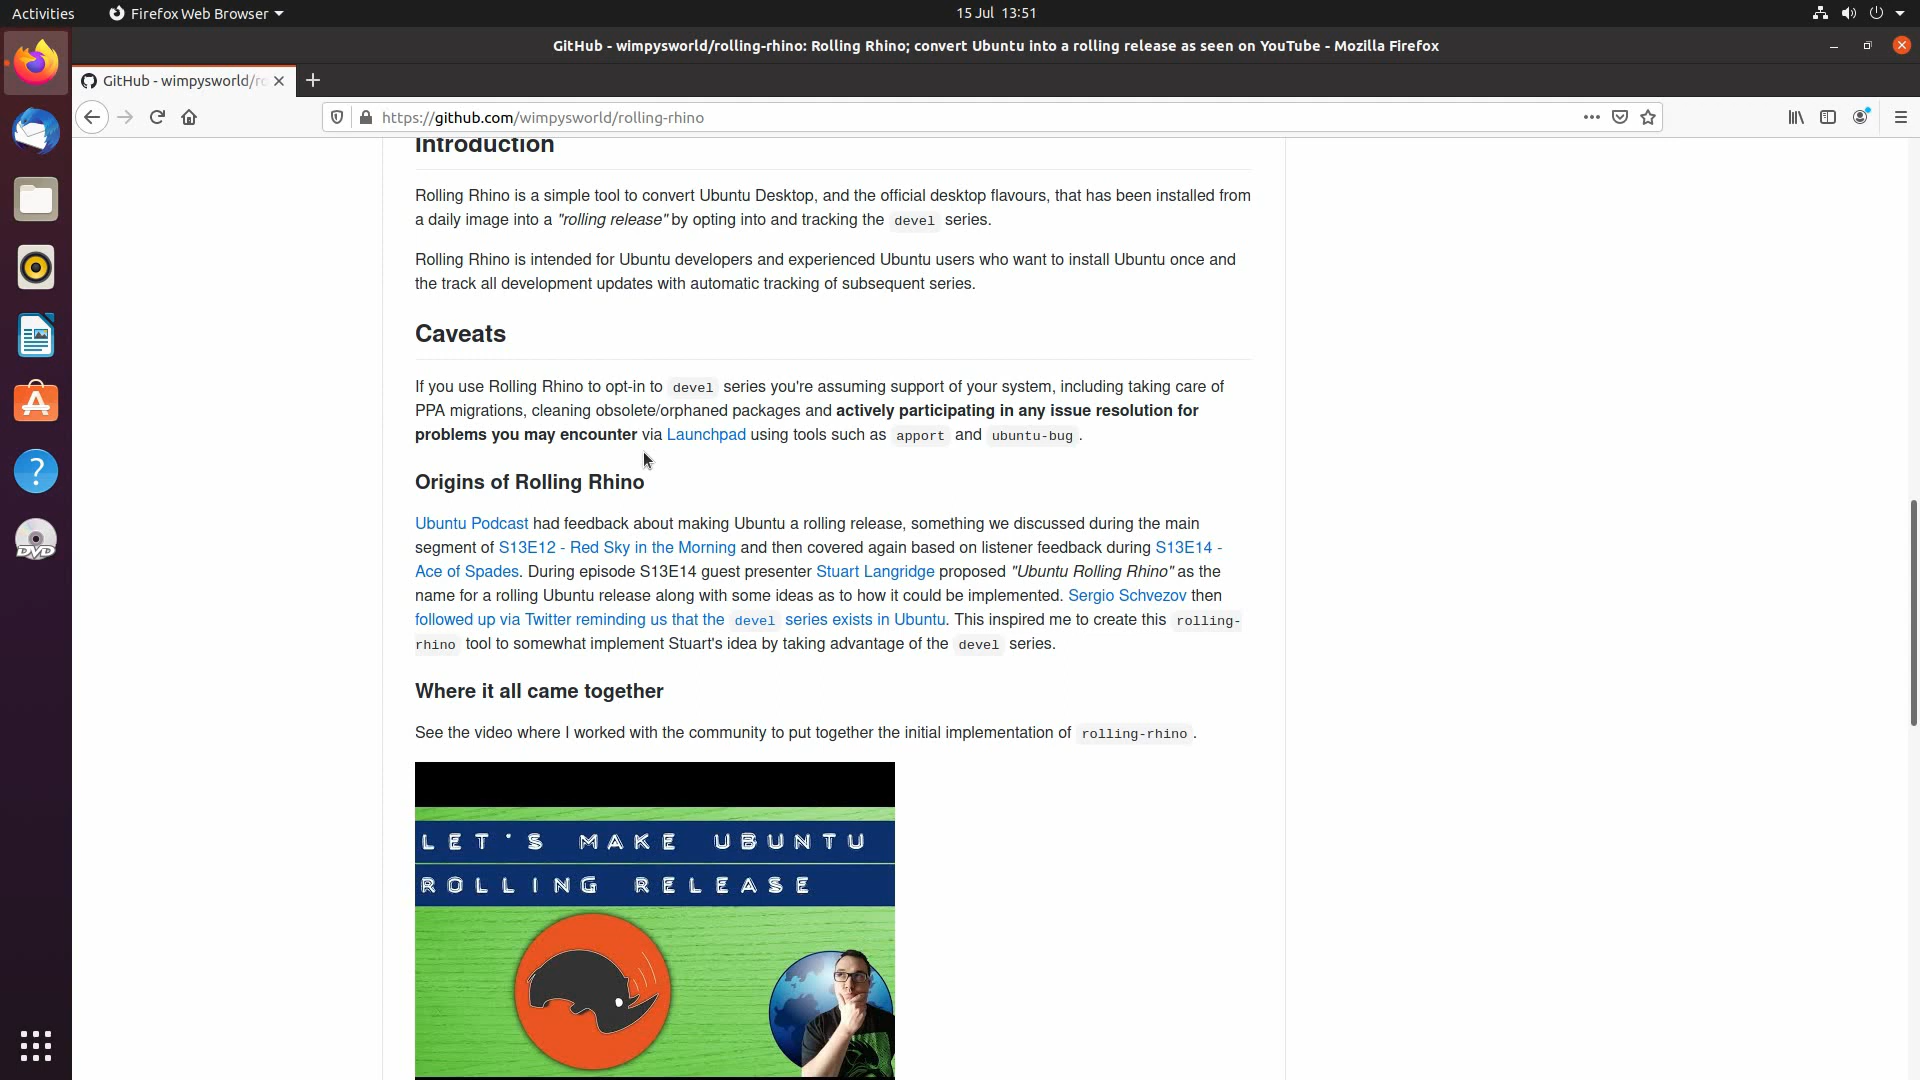 Activities
Firefox Web Browser
15 Jul 13:51
GitHub - wimpysworld/rolling-rhino: Rolling Rhino; convert Ubuntu into a rolling release as seen on YouTube - Mozilla Firefox
GitHub - wimpysworld/ro
https://github.com/wimpysworld/rolling-rhino
Introduction
Rolling Rhino is a simple tool to convert Ubuntu Desktop, and the official desktop flavours, that has been installed from
a daily image into a "rolling release" by opting into and tracking the devel series.
Rolling Rhino is intended for Ubuntu developers and experienced Ubuntu users who want to install Ubuntu once and
the track all development updates with automatic tracking of subsequent series.
Caveats
If you use Rolling Rhino to opt-in to devel series you're assuming support of your system, including taking care of
PPA migrations, cleaning obsolete/orphaned packages and actively participating in any issue resolution for
problems you may encounter via Launchpad using tools such as apport and ubuntu-bug .
Origins of Rolling Rhino
Ubuntu Podcast had feedback about making Ubuntu a rolling release, something we discussed during the main
segment of S13E12 - Red Sky in the Morning and then covered again based on listener feedback during S13E14 -
Ace of Spades. During episode S13E14 guest presenter Stuart Langridge proposed "Ubuntu Rolling Rhino" as the
name for a rolling Ubuntu release along with some ideas as to how it could be implemented. Sergio Schvezov then
followed up via Twitter reminding us that the devel series exists in Ubuntu. This inspired me to create this rolling-
rhino tool to somewhat implement Stuart's idea by taking advantage of the devel series.
Where it all came together
See the video where I worked with the community to put together the initial implementation of rolling-rhino .
LET'S MAKE UBUNTU
ROLLING RELEASE
DVD